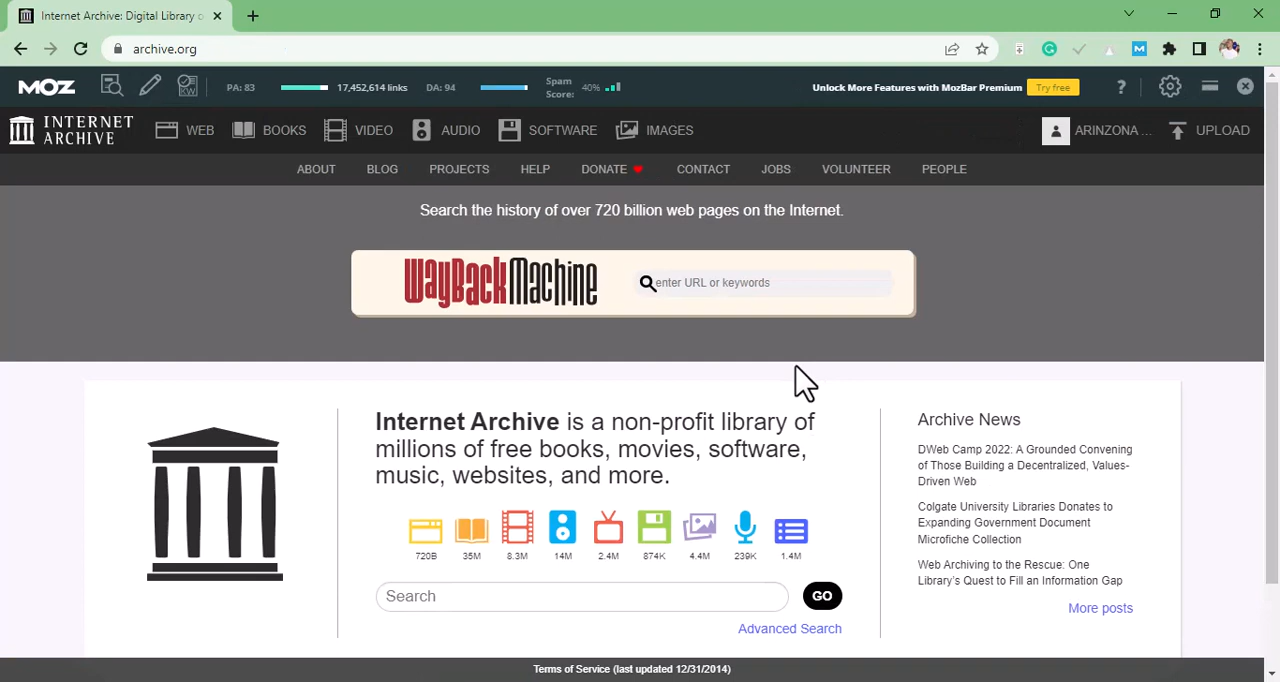 Internet Archive: Digital Library o
archive.org
MOZ PA: 83 17,452,614 links DA: 94 Spam Score: 40% Unlock More Features with MozBar Premium Try free ?
INTERNET ARCHIVE WEB BOOKS VIDEO AUDIO SOFTWARE IMAGES ARINZONA ... UPLOAD
ABOUT BLOG PROJECTS HELP DONATE CONTACT JOBS VOLUNTEER PEOPLE
Search the history of over 720 billion web pages on the Internet.
WayBackMachine enter URL or keywords
Internet Archive is a non-profit library of
millions of free books, movies, software,
music, websites, and more.
720B 35M 8.3M 14M 2.4M 874K 4.4M 239K 1.4M
Search GO
Advanced Search
Archive News
DWeb Camp 2022: A Grounded Convening
of Those Building a Decentralized, Values-
Driven Web
Colgate University Libraries Donates to
Expanding Government Document
Microfiche Collection
Web Archiving to the Rescue: One
Library's Quest to Fill an Information Gap
More posts
Terms of Service (last updated 12/31/2014)